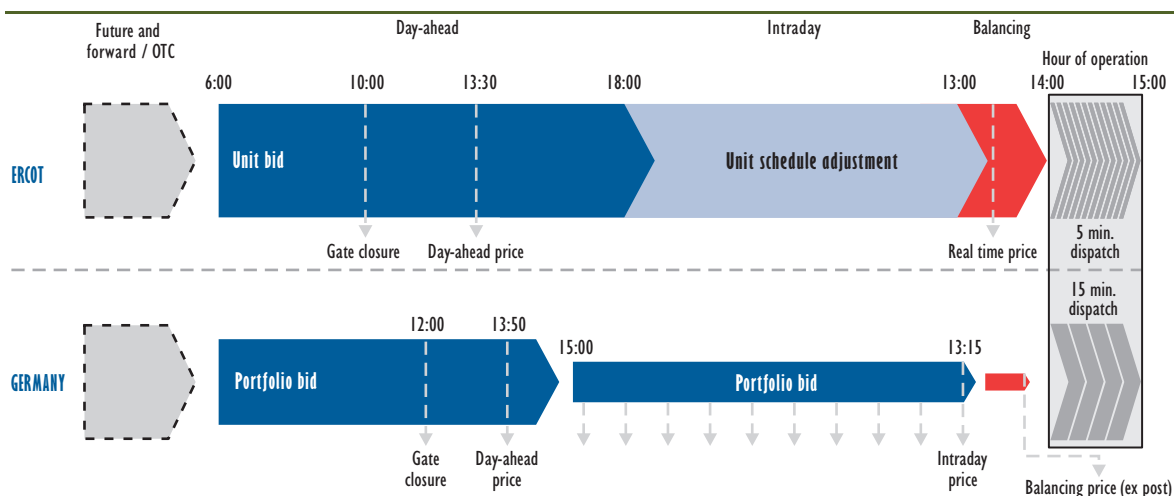 Future and
forward / OTC
Day-ahead
Intraday
Balancing
Hour of operation
6:00
10:00
13:30
18:00
13:00
14:00
15:00
ERCOT
Unit bid
Unit schedule adjustment
Gate closure
Day-ahead price
Real time price
5 min.
dispatch
15 min.
dispatch
12:00
13:50
15:00
13:15
GERMANY
Portfolio bid
Portfolio bid
Gate
closure
Day-ahead
price
Intraday
price
Balancing price (ex post)